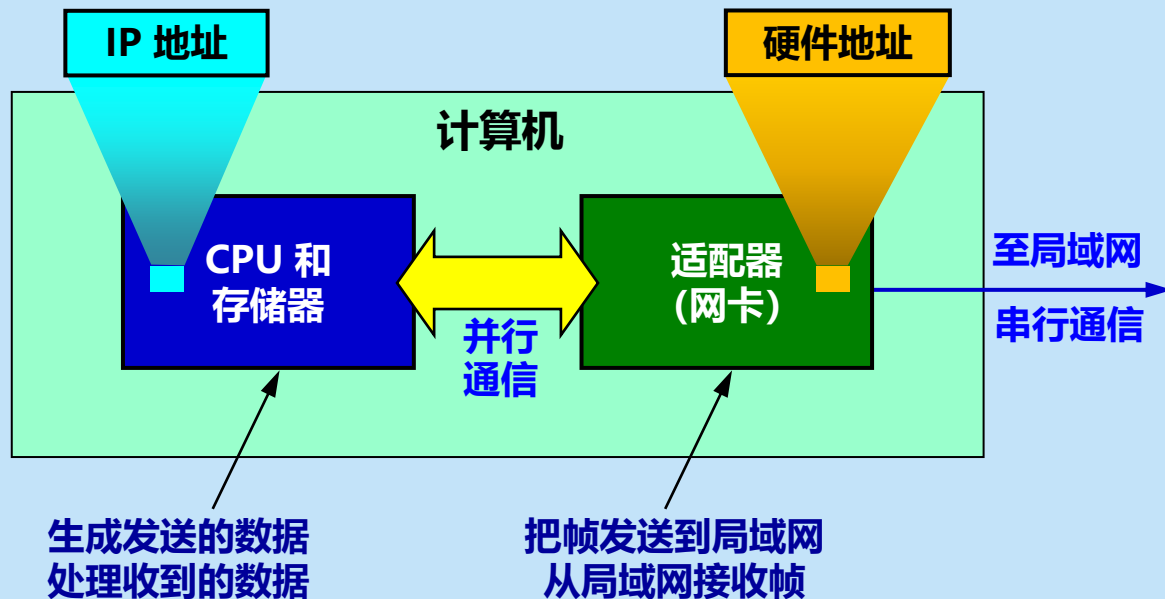 IP 地址
硬件地址
计算机
CPU 和
存储器
并行
通信
适配器
(网卡)
至局域网
串行通信
生成发送的数据
处理收到的数据
把帧发送到局域网
从局域网接收帧